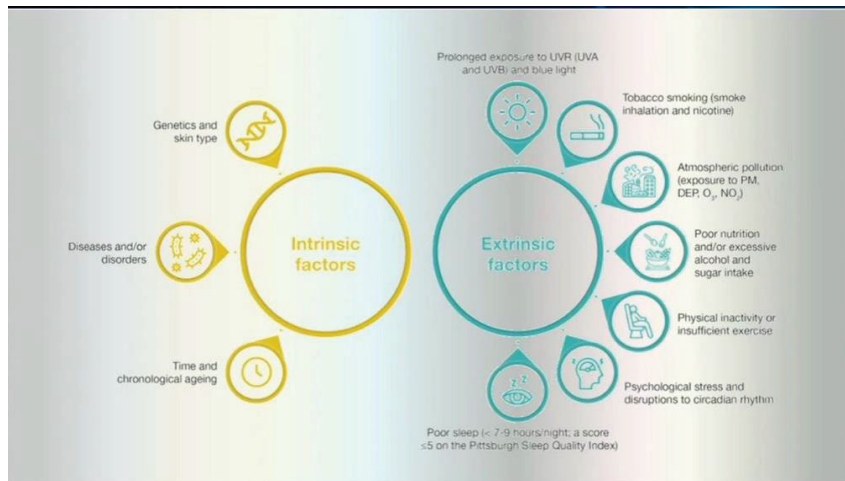 Genetics and
skin type
Diseases and/or
disorders
Time and
chronological ageing
Intrinsic
factors
Extrinsic
factors
Prolonged exposure to UVR (UVA
and UVB) and blue light
Tobacco smoking (smoke
inhalation and nicotine)
Atmospheric pollution
(exposure to PM,
DEP, O₃, NO₂)
Poor nutrition
and/or excessive
alcohol and
sugar intake
Physical inactivity or
insufficient exercise
Psychological stress and
disruptions to circadian rhythm
Poor sleep (< 7-9 hours/night; a score
≤5 on the Pittsburgh Sleep Quality Index)
z z z